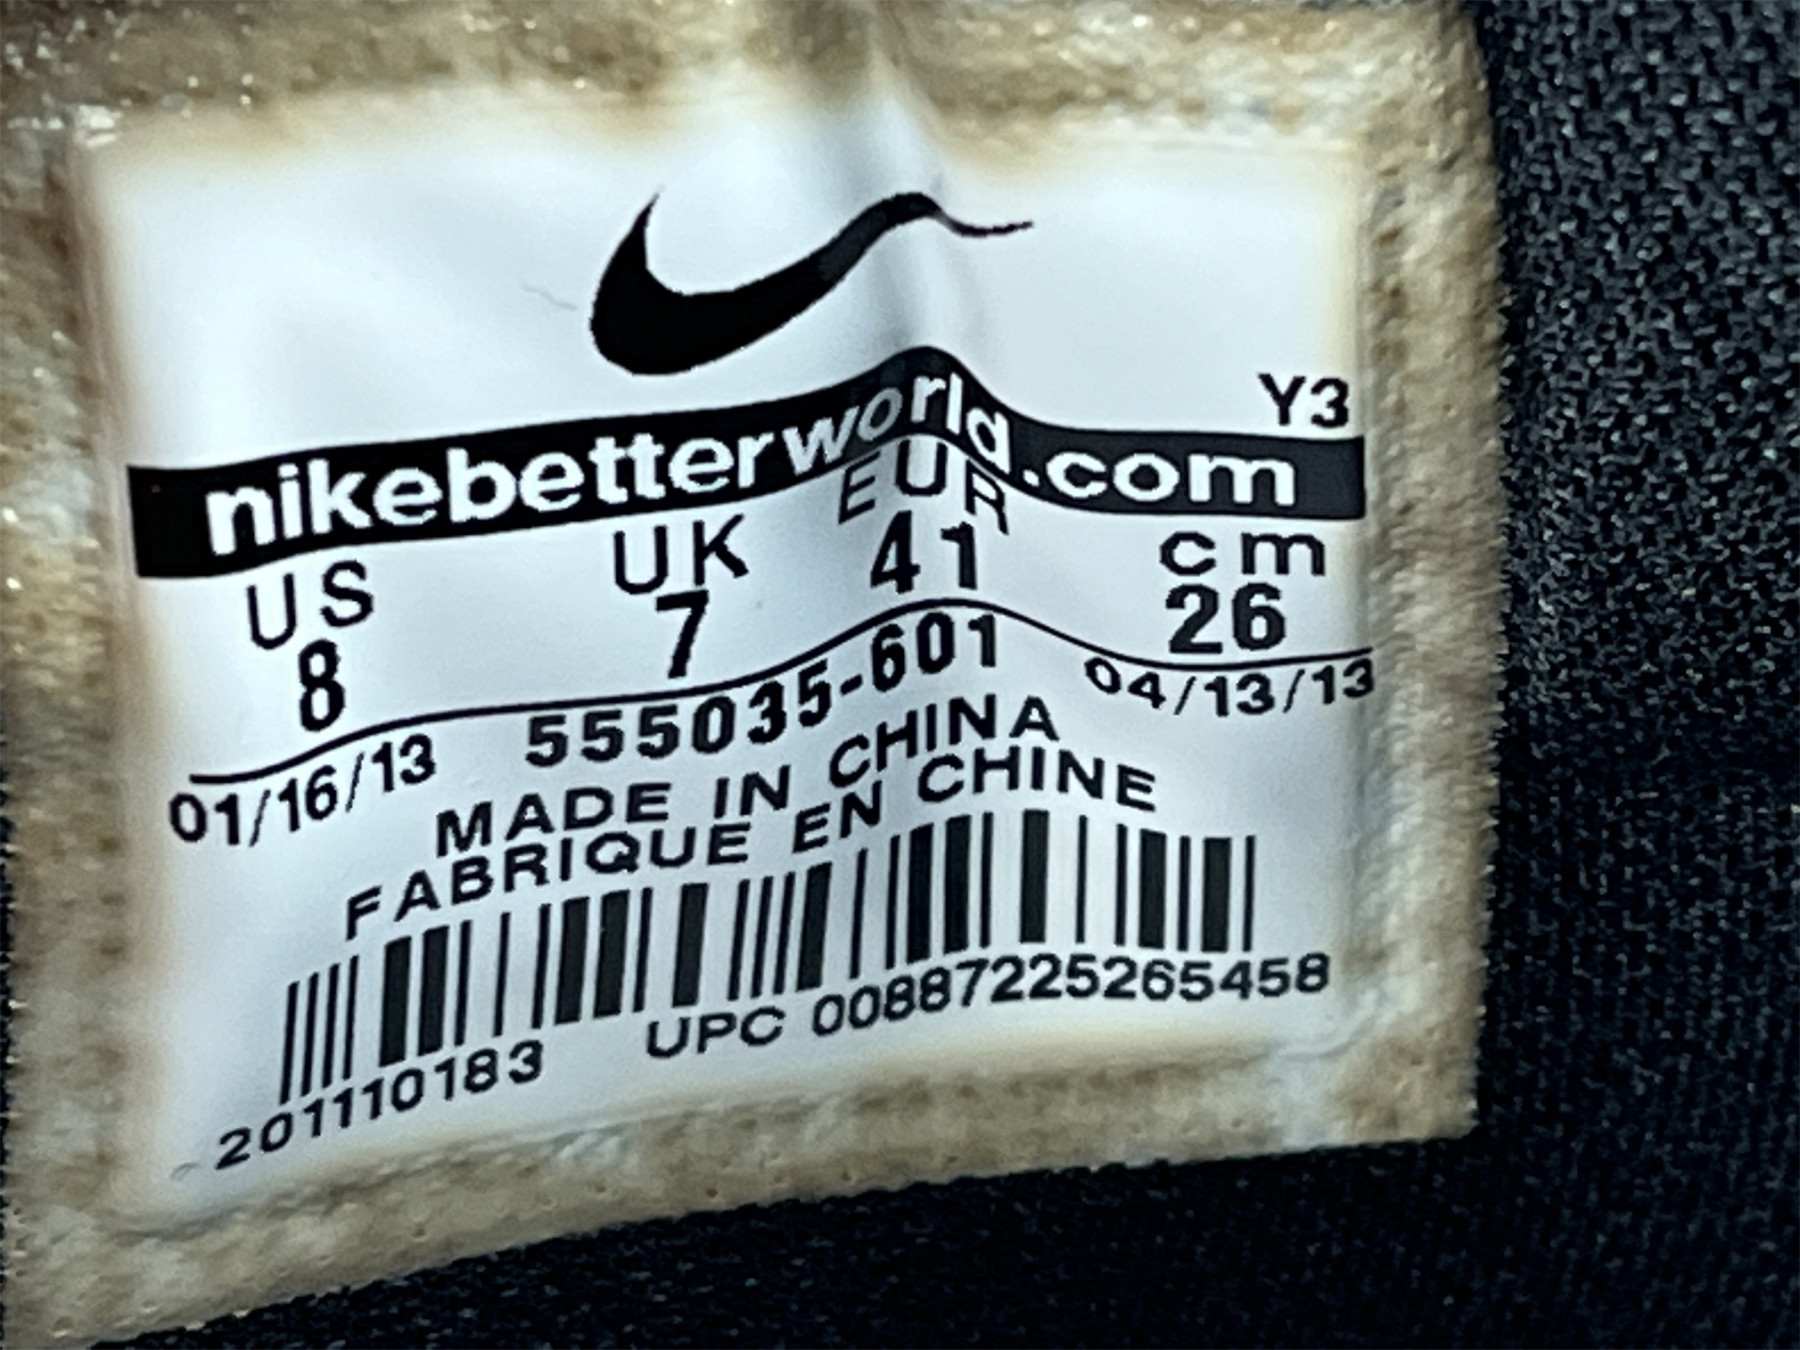 Y3
nikebetterworld.com
US UK EUR cm
8 7 41 26
01/16/13 555035-601 04/13/13
MADE IN CHINA
FABRIQUE EN CHINE
201110183 UPC 00887225265458